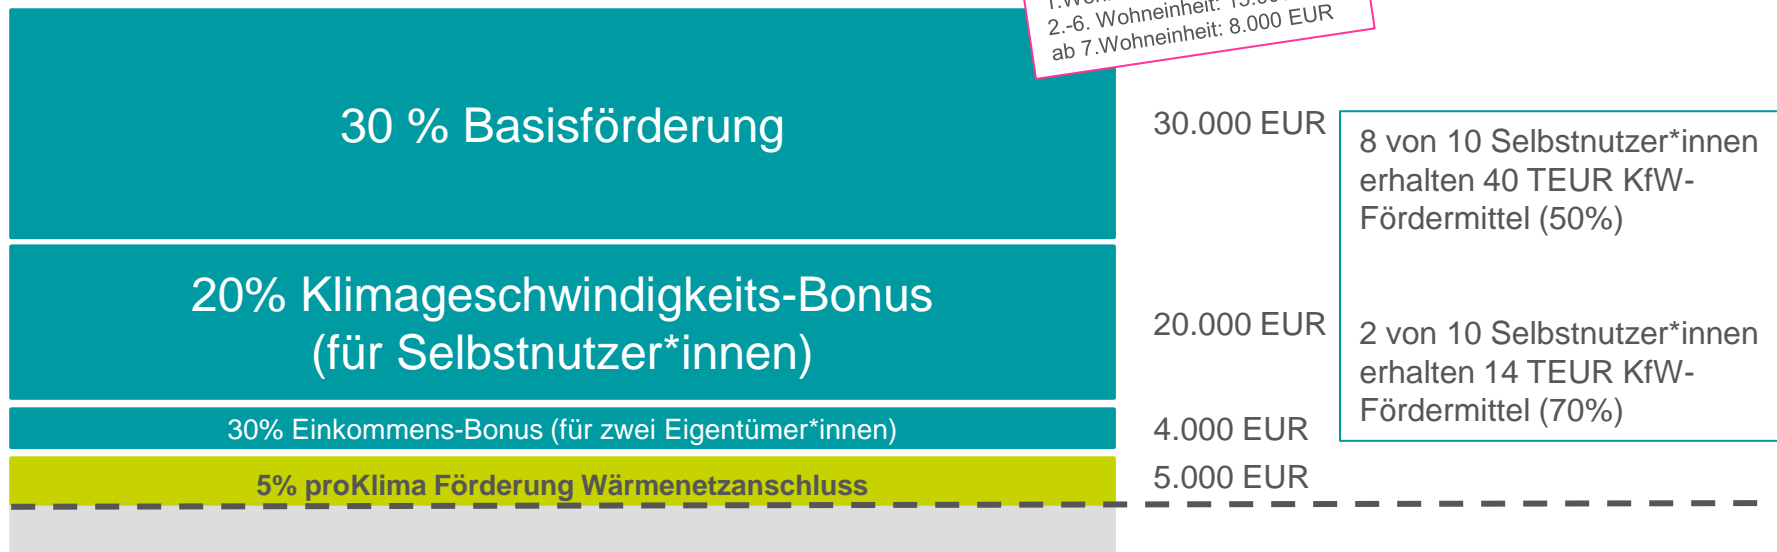 2.-6. Wohneinheit:
ab 7.Wohneinheit: 8.000 EUR
30 % Basisförderung
30.000 EUR
20% Klimageschwindigkeits-Bonus
(für Selbstnutzer*innen)
20.000 EUR
30% Einkommens-Bonus (für zwei Eigentümer*innen)
4.000 EUR
5% proKlima Förderung Wärmenetzanschluss
5.000 EUR
8 von 10 Selbstnutzer*innen
erhalten 40 TEUR KfW-
Fördermittel (50%)
2 von 10 Selbstnutzer*innen
erhalten 14 TEUR KfW-
Fördermittel (70%)